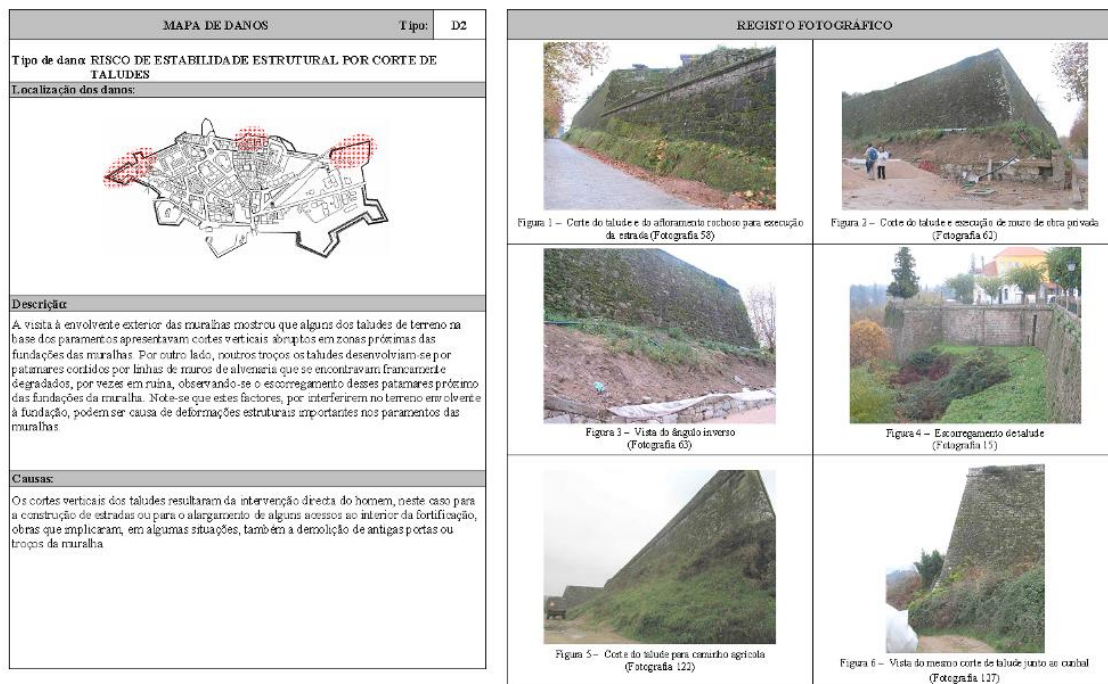 MAPA DE DANOS Tipo: D2
Tipo de dano: RISCO DE ESTABILIDADE ESTRUTURAL POR CORTE DE
TALUDES
Localização dos danos:
Descrição:
A visita à envolvente exterior das muralhas mostrou que alguns dos taludes de terreno na
base dos paramentos apresentavam cortes verticais abruptos em zonas próximas das
fundações das muralhas. Por outro lado, noutros troços os taludes desenvolviam-se por
patamares contidos por linhas de muros de alvenaria que se encontravam francamente
degradados, por vezes em ruína, observando-se o escorregamento desses patamares próximo
das fundações da muralha. Note-se que estes factores, por interferirem no terreno envolvente
à fundação, podem ser causa de deformações estruturais importantes nos paramentos das
muralhas.
Causas:
Os cortes verticais dos taludes resultaram da intervenção directa do homem, neste caso para
a construção de estradas ou para o alargamento de alguns acessos ao interior da fortificação,
obras que implicaram, em algumas situações, também a demolição de antigas portas ou
troços da muralha.
REGISTO FOTOGRÁFICO
Figura 1 – Corte do talude e do afloramento rochoso para execução
da estrada (Fotografia 58)
Figura 2 – Corte do talude e execução de muro de obra privada
(Fotografia 62)
Figura 3 – Vista do ângulo inverso
(Fotografia 63)
Figura 4 – Escorregamento de talude
(Fotografia 15)
Figura 5 – Corte do talude para caminho agrícola
(Fotografia 122)
Figura 6 – Vista do mesmo corte de talude junto ao cunhal
(Fotografia 127)